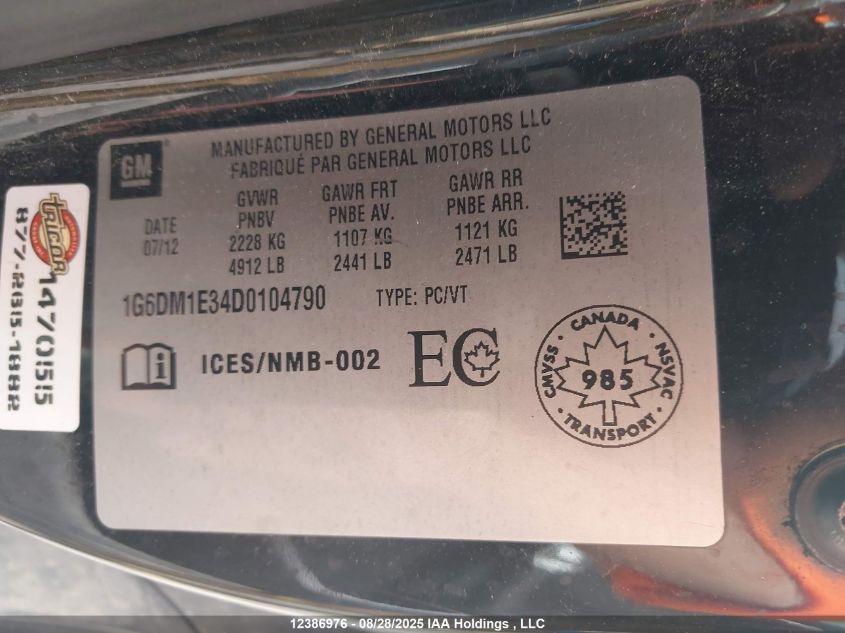 MANUFACTURED BY GENERAL MOTORS LLC
FABRIQUÉ PAR GENERAL MOTORS LLC
GM
DATE
07/12
GVWR
PNBV
2228 KG
4912 LB
GAWR FRT
PNBE AV.
1107 KG
2441 LB
GAWR RR
PNBE ARR.
1121 KG
2471 LB
1G6DM1E34D0104790 TYPE: PC/VT
i ICES/NMB-002 EC
CANADA
CMVSS 985 NSVAC
TRANSPORT
tricor
147055
877-265-1882
12386976 - 08/28/2025 IAA Holdings , LLC